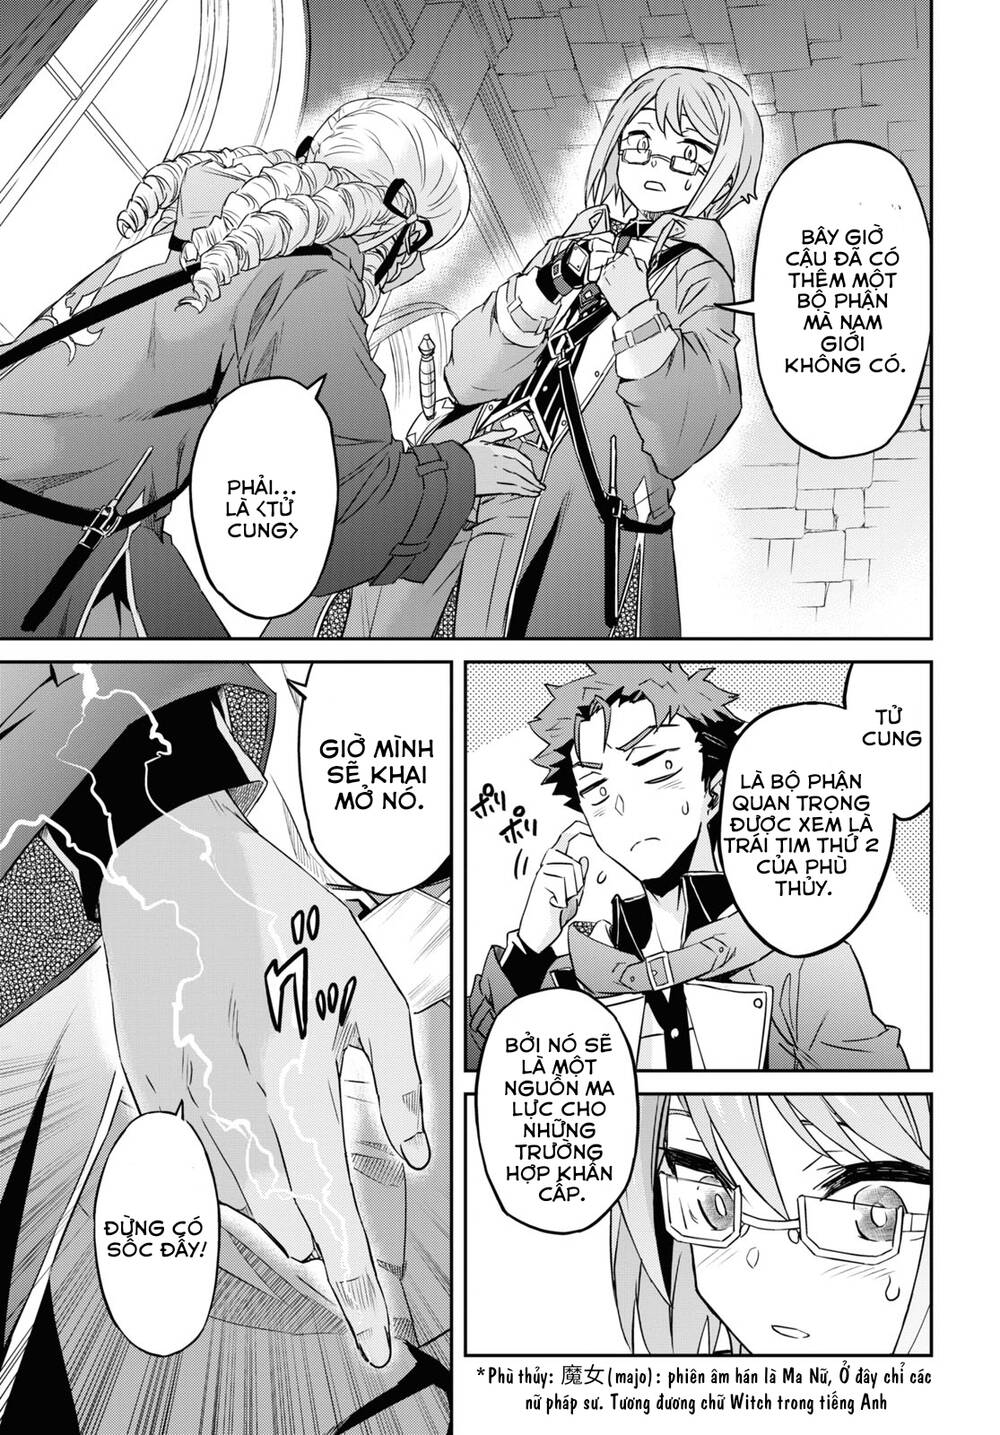 BÂY GIỜ
CẬU ĐÃ CÓ
THÊM MỘT
BỘ PHẬN
MÀ NAM
GIỚI
KHÔNG CÓ.
PHẢI...
LÀ <TỬ
CUNG>
TỬ
CUNG
LÀ BỘ PHẬN
QUAN TRỌNG
ĐƯỢC XEM LÀ
TRÁI TIM THỨ 2
CỦA PHÙ
THỦY.
ポリ
ポリ
BỞI NÓ SẼ
LÀ MỘT
NGUỒN MA
LỰC CHO
NHỮNG
TRƯỜNG
HỢP KHẨN
CẤP.
GIỜ MÌNH
SẼ KHAI
MỞ NÓ.
ĐỪNG CÓ
SỐC ĐẤY!
*Phù thủy: 魔女(majo): phiên âm hán là Ma Nữ, Ở đây chỉ các
nữ pháp sư. Tương đương chữ Witch trong tiếng Anh